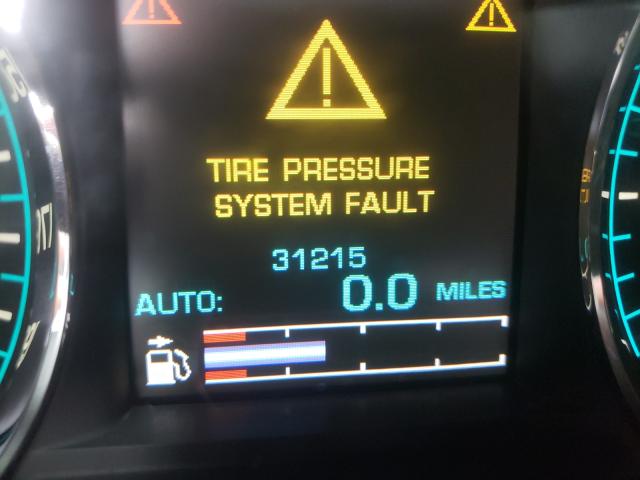 TIRE PRESSURE
SYSTEM FAULT
31215
AUTO: 0.0 MILES